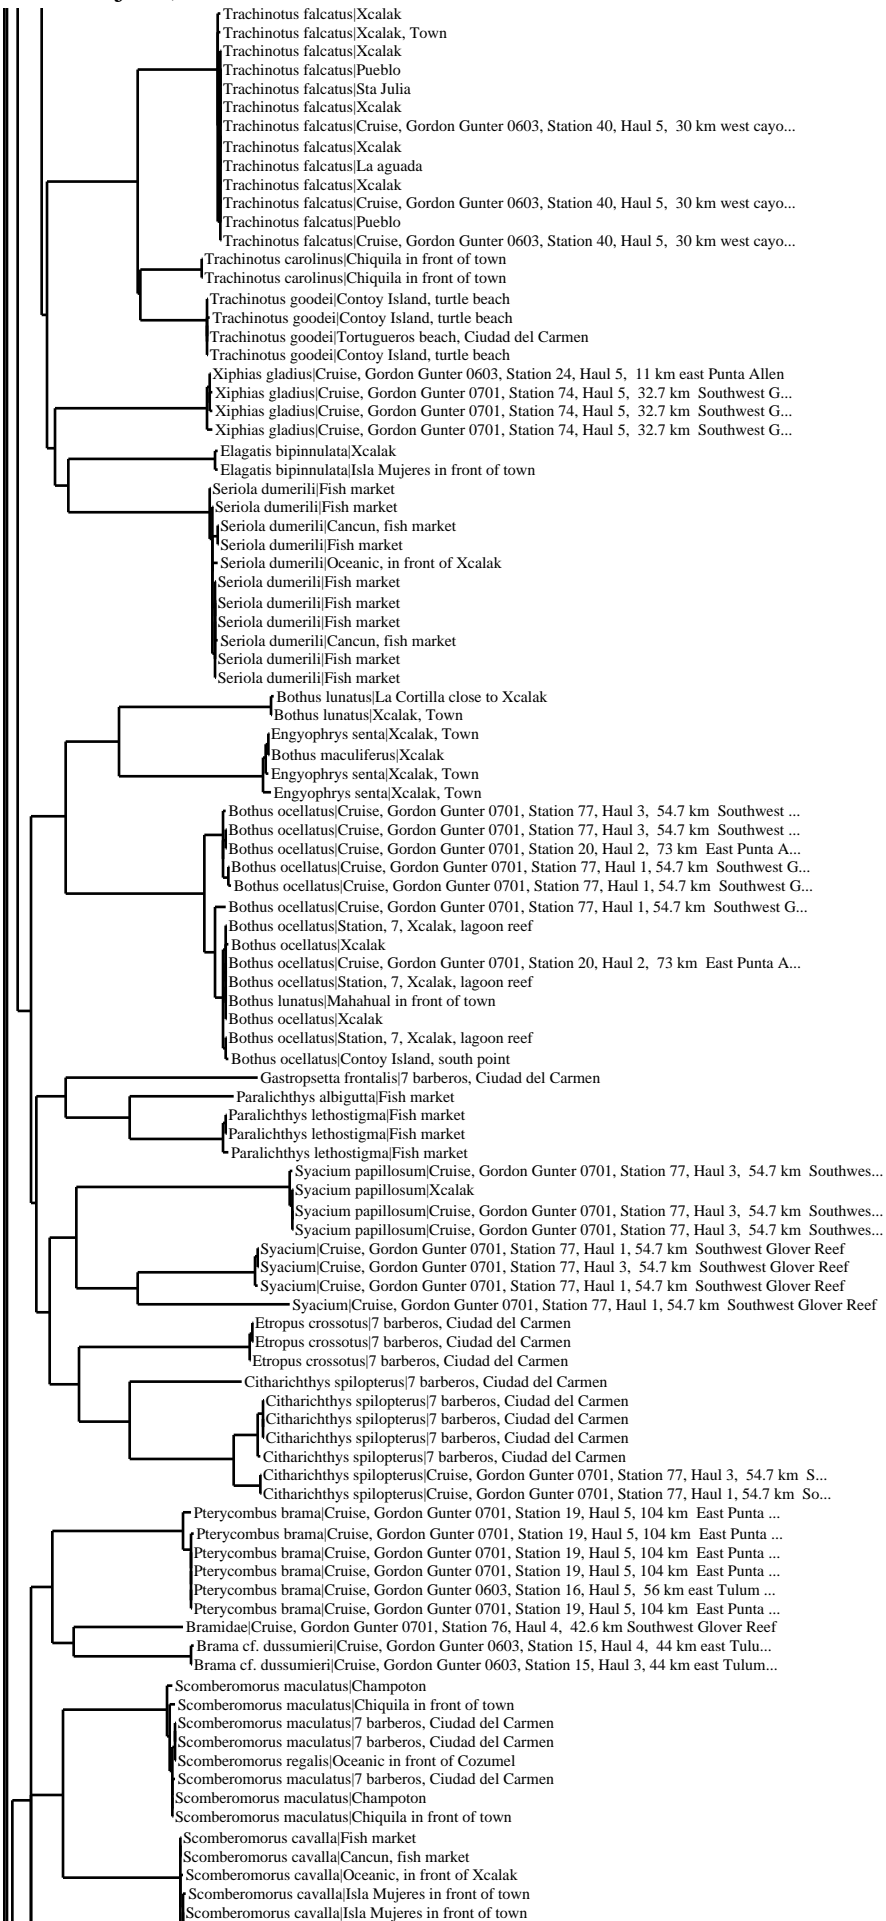 Trachinotus falcatus|Xcalak
Trachinotus falcatus|Xcalak, Town
Trachinotus falcatus|Xcalak
Trachinotus falcatus|Pueblo
Trachinotus falcatus|Sta Julia
Trachinotus falcatus|Xcalak
Trachinotus falcatus|Cruise, Gordon Gunter 0603, Station 40, Haul 5, 30 km west cayo...
Trachinotus falcatus|Xcalak
Trachinotus falcatus|La aguada
Trachinotus falcatus|Xcalak
Trachinotus falcatus|Cruise, Gordon Gunter 0603, Station 40, Haul 5, 30 km west cayo...
Trachinotus falcatus|Pueblo
Trachinotus falcatus|Cruise, Gordon Gunter 0603, Station 40, Haul 5, 30 km west cayo...
Trachinotus carolinus|Chiquila in front of town
Trachinotus carolinus|Chiquila in front of town
Trachinotus goodei|Contoy Island, turtle beach
Trachinotus goodei|Contoy Island, turtle beach
Trachinotus goodei|Tortugueros beach, Ciudad del Carmen
Trachinotus goodei|Contoy Island, turtle beach
Xiphias gladius|Cruise, Gordon Gunter 0603, Station 24, Haul 5, 11 km east Punta Allen
Xiphias gladius|Cruise, Gordon Gunter 0701, Station 74, Haul 5, 32.7 km Southwest G...
Xiphias gladius|Cruise, Gordon Gunter 0701, Station 74, Haul 5, 32.7 km Southwest G...
Xiphias gladius|Cruise, Gordon Gunter 0701, Station 74, Haul 5, 32.7 km Southwest G...
Elagatis bipinnulata|Xcalak
Elagatis bipinnulata|Isla Mujeres in front of town
Seriola dumerili|Fish market
Seriola dumerili|Fish market
Seriola dumerili|Cancun, fish market
Seriola dumerili|Fish market
Seriola dumerili|Oceanic, in front of Xcalak
Seriola dumerili|Fish market
Seriola dumerili|Fish market
Seriola dumerili|Fish market
Seriola dumerili|Cancun, fish market
Seriola dumerili|Fish market
Seriola dumerili|Fish market
Bothus lunatus|La Cortilla close to Xcalak
Bothus lunatus|Xcalak, Town
Engyophrys senta|Xcalak, Town
Bothus maculiferus|Xcalak
Engyophrys senta|Xcalak, Town
Engyophrys senta|Xcalak, Town
Bothus ocellatus|Cruise, Gordon Gunter 0701, Station 77, Haul 3, 54.7 km Southwest ...
Bothus ocellatus|Cruise, Gordon Gunter 0701, Station 77, Haul 3, 54.7 km Southwest ...
Bothus ocellatus|Cruise, Gordon Gunter 0701, Station 20, Haul 2, 73 km East Punta A...
Bothus ocellatus|Cruise, Gordon Gunter 0701, Station 77, Haul 1, 54.7 km Southwest G...
Bothus ocellatus|Cruise, Gordon Gunter 0701, Station 77, Haul 1, 54.7 km Southwest G...
Bothus ocellatus|Cruise, Gordon Gunter 0701, Station 77, Haul 1, 54.7 km Southwest G...
Bothus ocellatus|Station, 7, Xcalak, lagoon reef
Bothus ocellatus|Xcalak
Bothus ocellatus|Cruise, Gordon Gunter 0701, Station 20, Haul 2, 73 km East Punta A...
Bothus ocellatus|Station, 7, Xcalak, lagoon reef
Bothus lunatus|Mahahual in front of town
Bothus ocellatus|Xcalak
Bothus ocellatus|Station, 7, Xcalak, lagoon reef
Bothus ocellatus|Contoy Island, south point
Gastropsetta frontalis|7 barberos, Ciudad del Carmen
Paralichthys albigutta|Fish market
Paralichthys lethostigma|Fish market
Paralichthys lethostigma|Fish market
Paralichthys lethostigma|Fish market
Syacium papillosum|Cruise, Gordon Gunter 0701, Station 77, Haul 3, 54.7 km Southwes...
Syacium papillosum|Xcalak
Syacium papillosum|Cruise, Gordon Gunter 0701, Station 77, Haul 3, 54.7 km Southwes...
Syacium papillosum|Cruise, Gordon Gunter 0701, Station 77, Haul 3, 54.7 km Southwes...
Syacium|Cruise, Gordon Gunter 0701, Station 77, Haul 1, 54.7 km Southwest Glover Reef
Syacium|Cruise, Gordon Gunter 0701, Station 77, Haul 3, 54.7 km Southwest Glover Reef
Syacium|Cruise, Gordon Gunter 0701, Station 77, Haul 1, 54.7 km Southwest Glover Reef
Syacium|Cruise, Gordon Gunter 0701, Station 77, Haul 1, 54.7 km Southwest Glover Reef
Etropus crossotus|7 barberos, Ciudad del Carmen
Etropus crossotus|7 barberos, Ciudad del Carmen
Etropus crossotus|7 barberos, Ciudad del Carmen
Citharichthys spilopterus|7 barberos, Ciudad del Carmen
Citharichthys spilopterus|7 barberos, Ciudad del Carmen
Citharichthys spilopterus|7 barberos, Ciudad del Carmen
Citharichthys spilopterus|7 barberos, Ciudad del Carmen
Citharichthys spilopterus|7 barberos, Ciudad del Carmen
Citharichthys spilopterus|Cruise, Gordon Gunter 0701, Station 77, Haul 3, 54.7 km S...
Citharichthys spilopterus|Cruise, Gordon Gunter 0701, Station 77, Haul 1, 54.7 km So...
Pterycombus brama|Cruise, Gordon Gunter 0701, Station 19, Haul 5, 104 km East Punta ...
Pterycombus brama|Cruise, Gordon Gunter 0701, Station 19, Haul 5, 104 km East Punta ...
Pterycombus brama|Cruise, Gordon Gunter 0701, Station 19, Haul 5, 104 km East Punta ...
Pterycombus brama|Cruise, Gordon Gunter 0701, Station 19, Haul 5, 104 km East Punta ...
Pterycombus brama|Cruise, Gordon Gunter 0603, Station 16, Haul 5, 56 km east Tulum ...
Pterycombus brama|Cruise, Gordon Gunter 0701, Station 19, Haul 5, 104 km East Punta ...
Bramidae|Cruise, Gordon Gunter 0701, Station 76, Haul 4, 42.6 km Southwest Glover Reef
Brama cf. dussumieri|Cruise, Gordon Gunter 0603, Station 15, Haul 4, 44 km east Tulu...
Brama cf. dussumieri|Cruise, Gordon Gunter 0603, Station 15, Haul 3, 44 km east Tulum...
Scomberomorus maculatus|Champoton
Scomberomorus maculatus|Chiquila in front of town
Scomberomorus maculatus|7 barberos, Ciudad del Carmen
Scomberomorus maculatus|7 barberos, Ciudad del Carmen
Scomberomorus regalis|Oceanic in front of Cozumel
Scomberomorus maculatus|7 barberos, Ciudad del Carmen
Scomberomorus maculatus|Champoton
Scomberomorus maculatus|Chiquila in front of town
Scomberomorus cavalla|Fish market
Scomberomorus cavalla|Cancun, fish market
Scomberomorus cavalla|Oceanic, in front of Xcalak
Scomberomorus cavalla|Isla Mujeres in front of town
Scomberomorus cavalla|Isla Mujeres in front of town